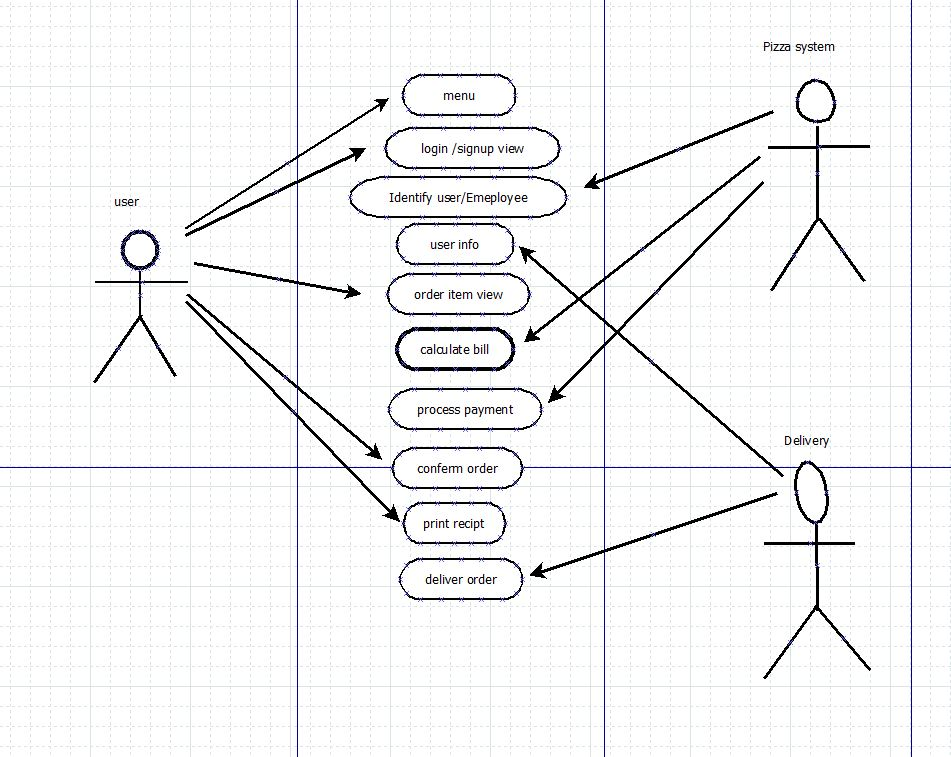 Pizza system
menu
login /signup view
Identify user/Emeployee
user
user info
order item view
calculate bill
process payment
Delivery
conferm order
print recipt
deliver order